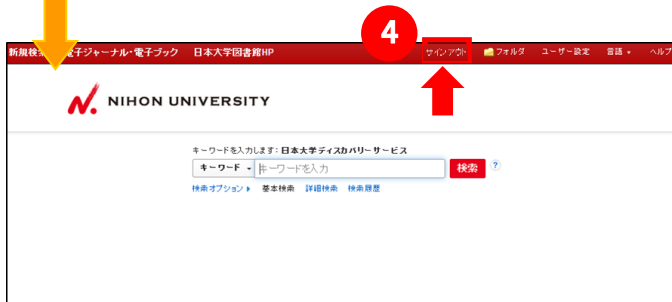 4
新規検索 電子ジャーナル・電子ブック 日本大学図書館HP サインアウト フォルダ ユーザー設定 言語 ヘルプ
N. NIHON UNIVERSITY
キーワードを入力します: 日本大学ディスカバリーサービス
キーワード キーワードを入力 検索 ?
検索オプション 基本検索 詳細検索 検索履歴